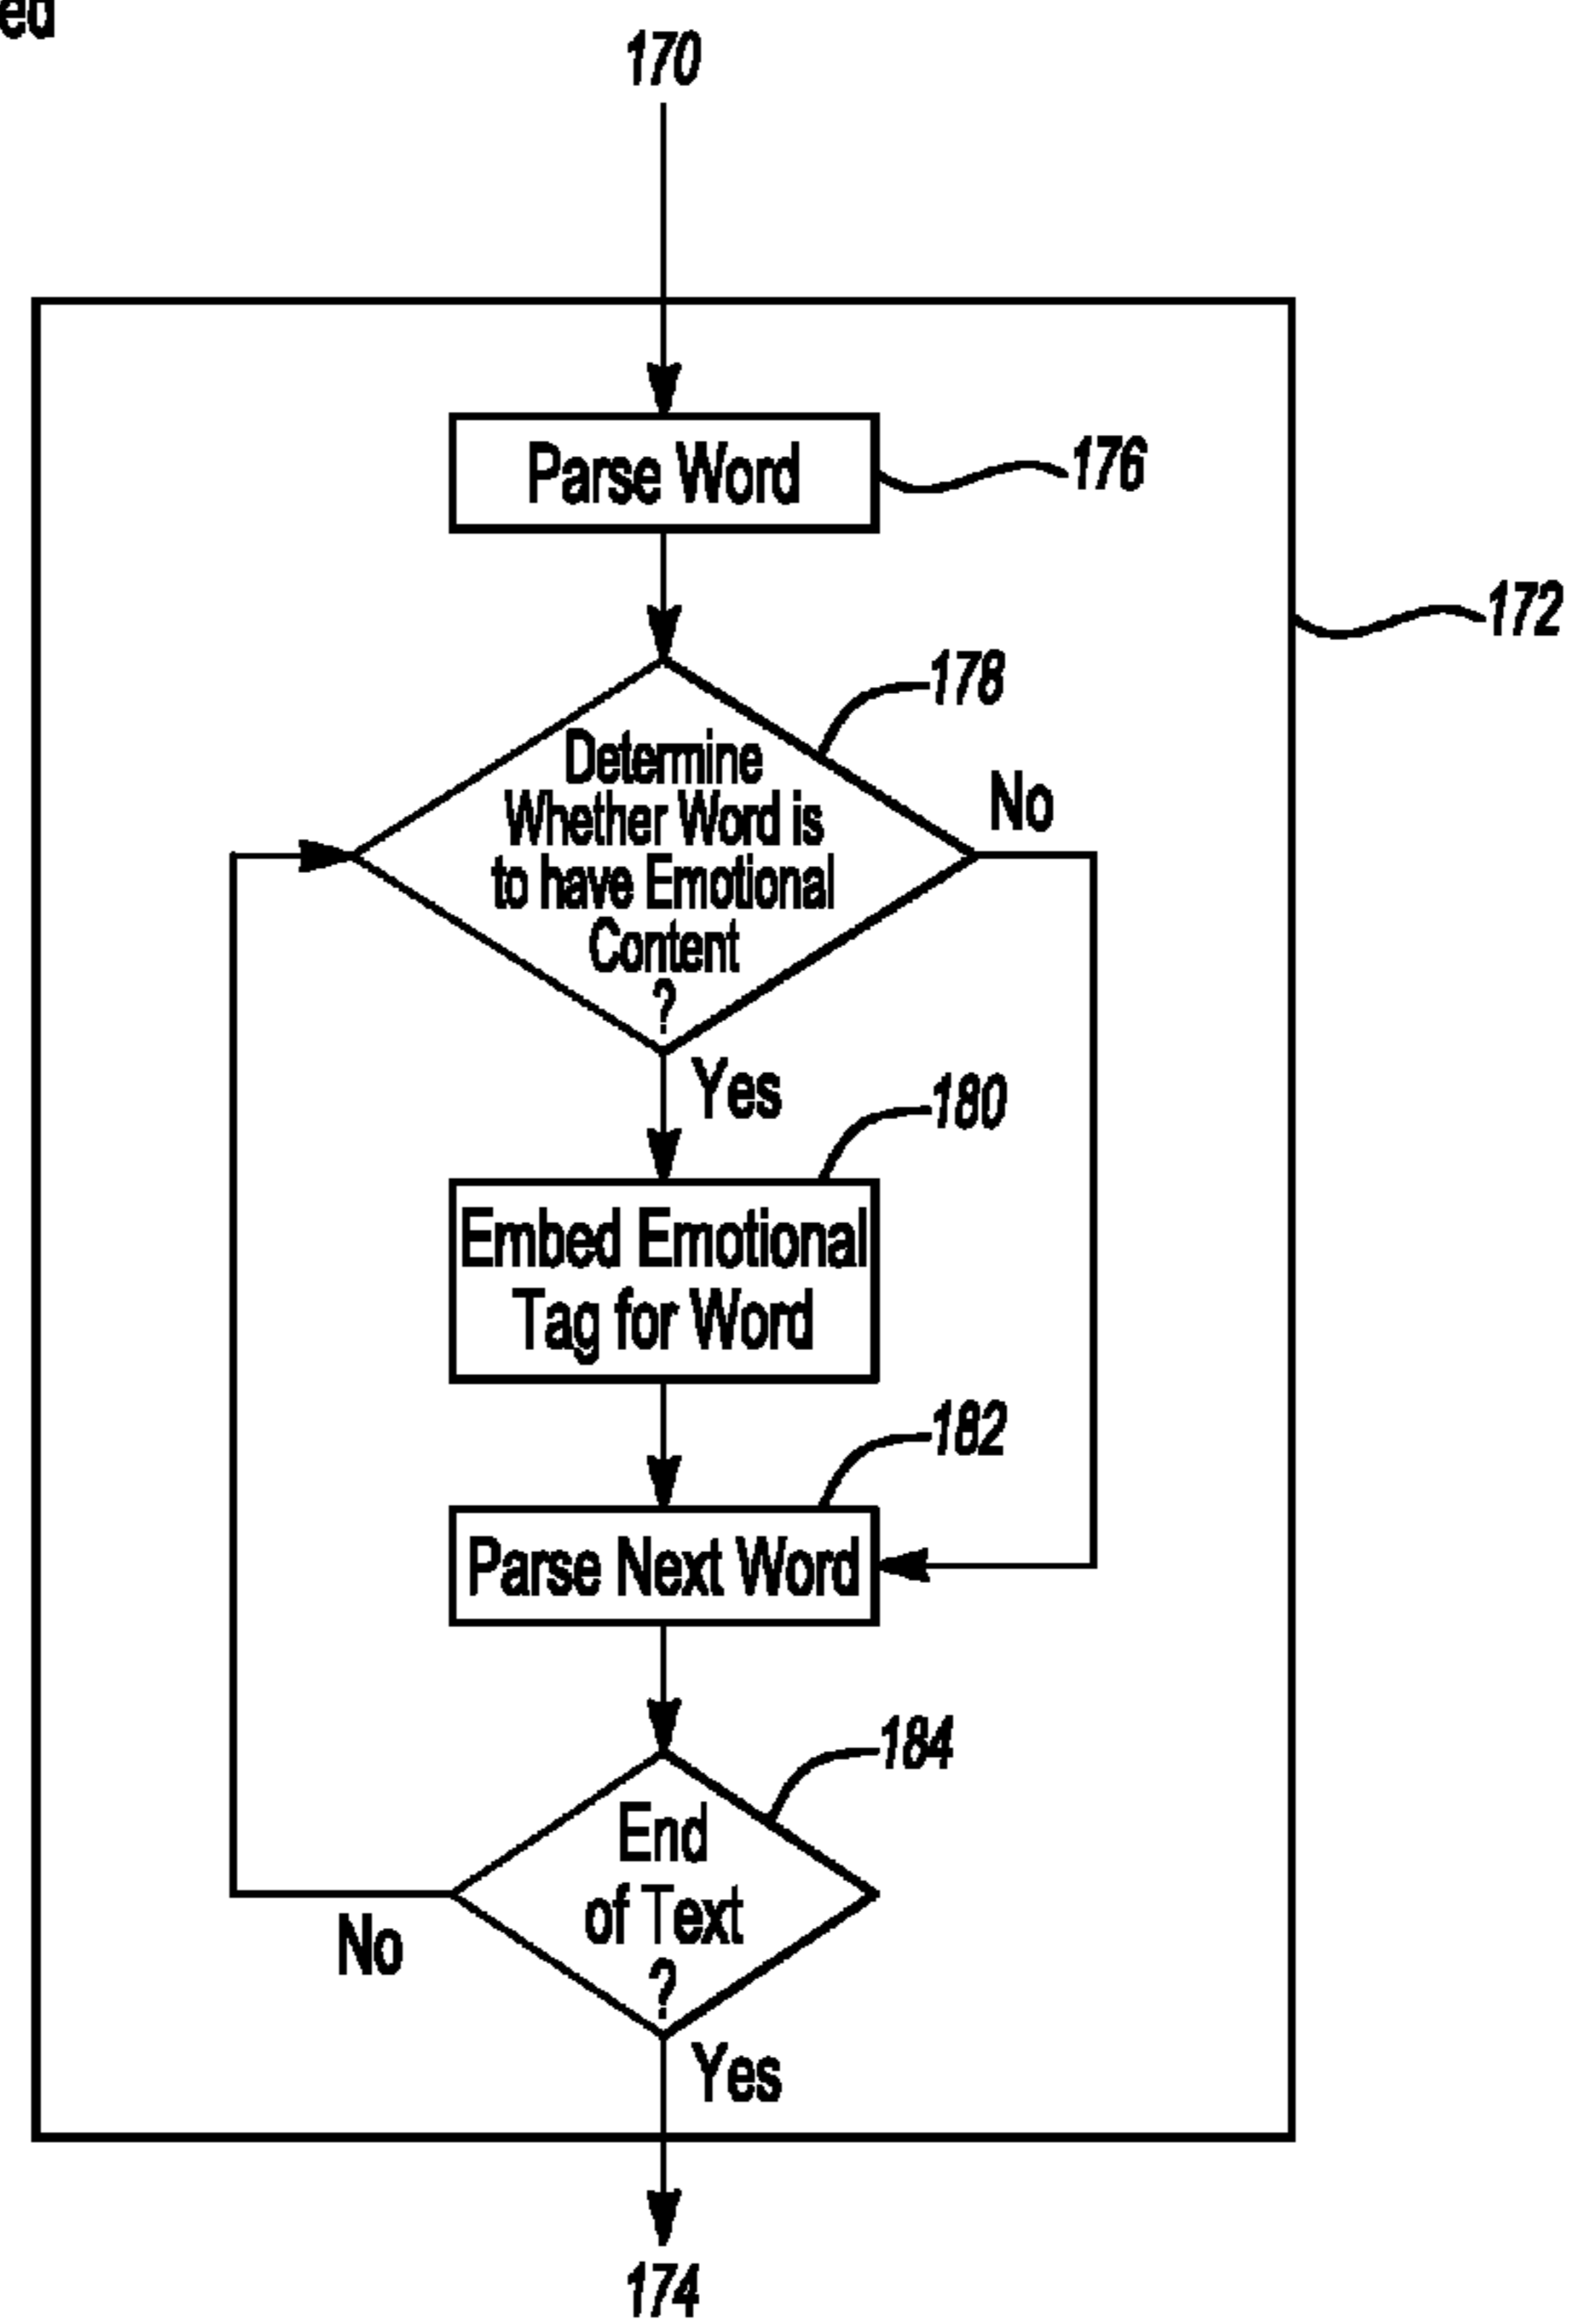 170
Parse Word
176
172
178
Determine
Whether Word is
to have Emotional
Content
?
No
Yes
180
Embed Emotional
Tag for Word
182
Parse Next Word
184
End
of Text
?
No
Yes
174